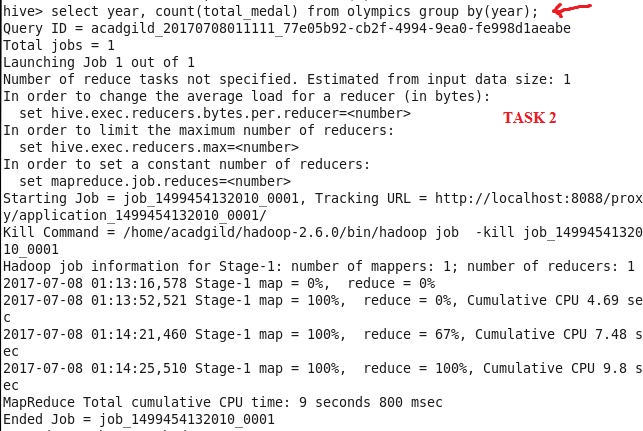 hive> select year, count(total_medal) from olympics group by(year);
Query ID = acadgild_20170708011111_77e05b92-cb2f-4994-9ea0-fe998d1aeabe
Total jobs = 1
Launching Job 1 out of 1
Number of reduce tasks not specified. Estimated from input data size: 1
In order to change the average load for a reducer (in bytes):
  set hive.exec.reducers.bytes.per.reducer=<number>
TASK 2
In order to limit the maximum number of reducers:
  set hive.exec.reducers.max=<number>
In order to set a constant number of reducers:
  set mapreduce.job.reduces=<number>
Starting Job = job_1499454132010_0001, Tracking URL = http://localhost:8088/prox
y/application_1499454132010_0001/
Kill Command = /home/acadgild/hadoop-2.6.0/bin/hadoop job  -kill job_14994541320
10_0001
Hadoop job information for Stage-1: number of mappers: 1; number of reducers: 1
2017-07-08 01:13:16,578 Stage-1 map = 0%,  reduce = 0%
2017-07-08 01:13:52,521 Stage-1 map = 100%,  reduce = 0%, Cumulative CPU 4.69 se
c
2017-07-08 01:14:21,460 Stage-1 map = 100%,  reduce = 67%, Cumulative CPU 7.48 s
ec
2017-07-08 01:14:25,510 Stage-1 map = 100%,  reduce = 100%, Cumulative CPU 9.8 s
ec
MapReduce Total cumulative CPU time: 9 seconds 800 msec
Ended Job = job_1499454132010_0001